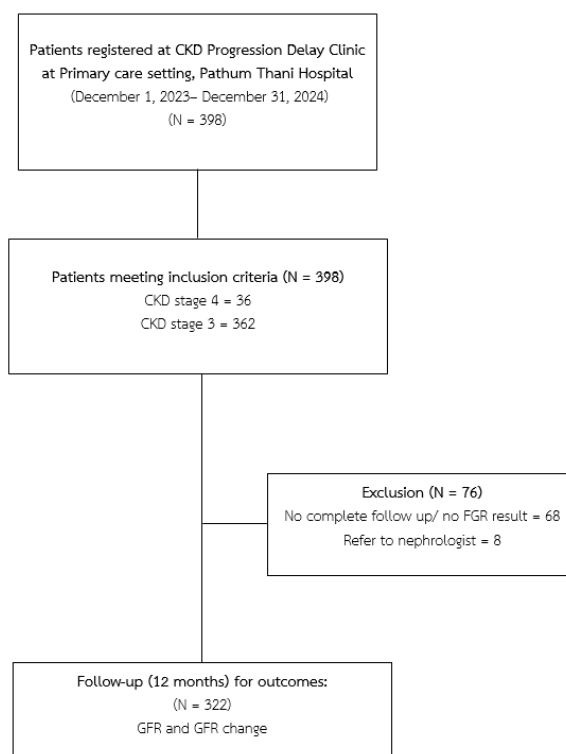 Patients registered at CKD Progression Delay Clinic
at Primary care setting, Pathum Thani Hospital
(December 1, 2023– December 31, 2024)
(N = 398)
Patients meeting inclusion criteria (N = 398)
CKD stage 4 = 36
CKD stage 3 = 362
Exclusion (N = 76)
No complete follow up/ no FGR result = 68
Refer to nephrologist = 8
Follow-up (12 months) for outcomes:
(N = 322)
GFR and GFR change